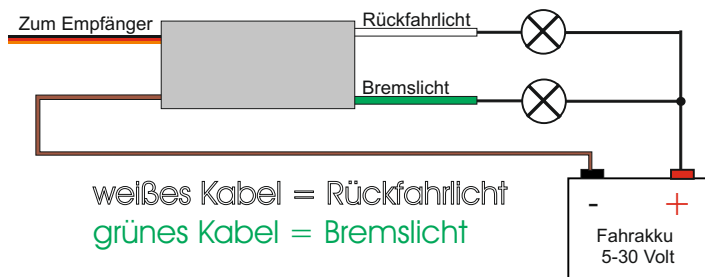 Zum Empfänger
Rückfahrlicht
Bremslicht
weißes Kabel = Rückfahrlicht
grünes Kabel = Bremslicht
- +
Fahrakku
5-30 Volt